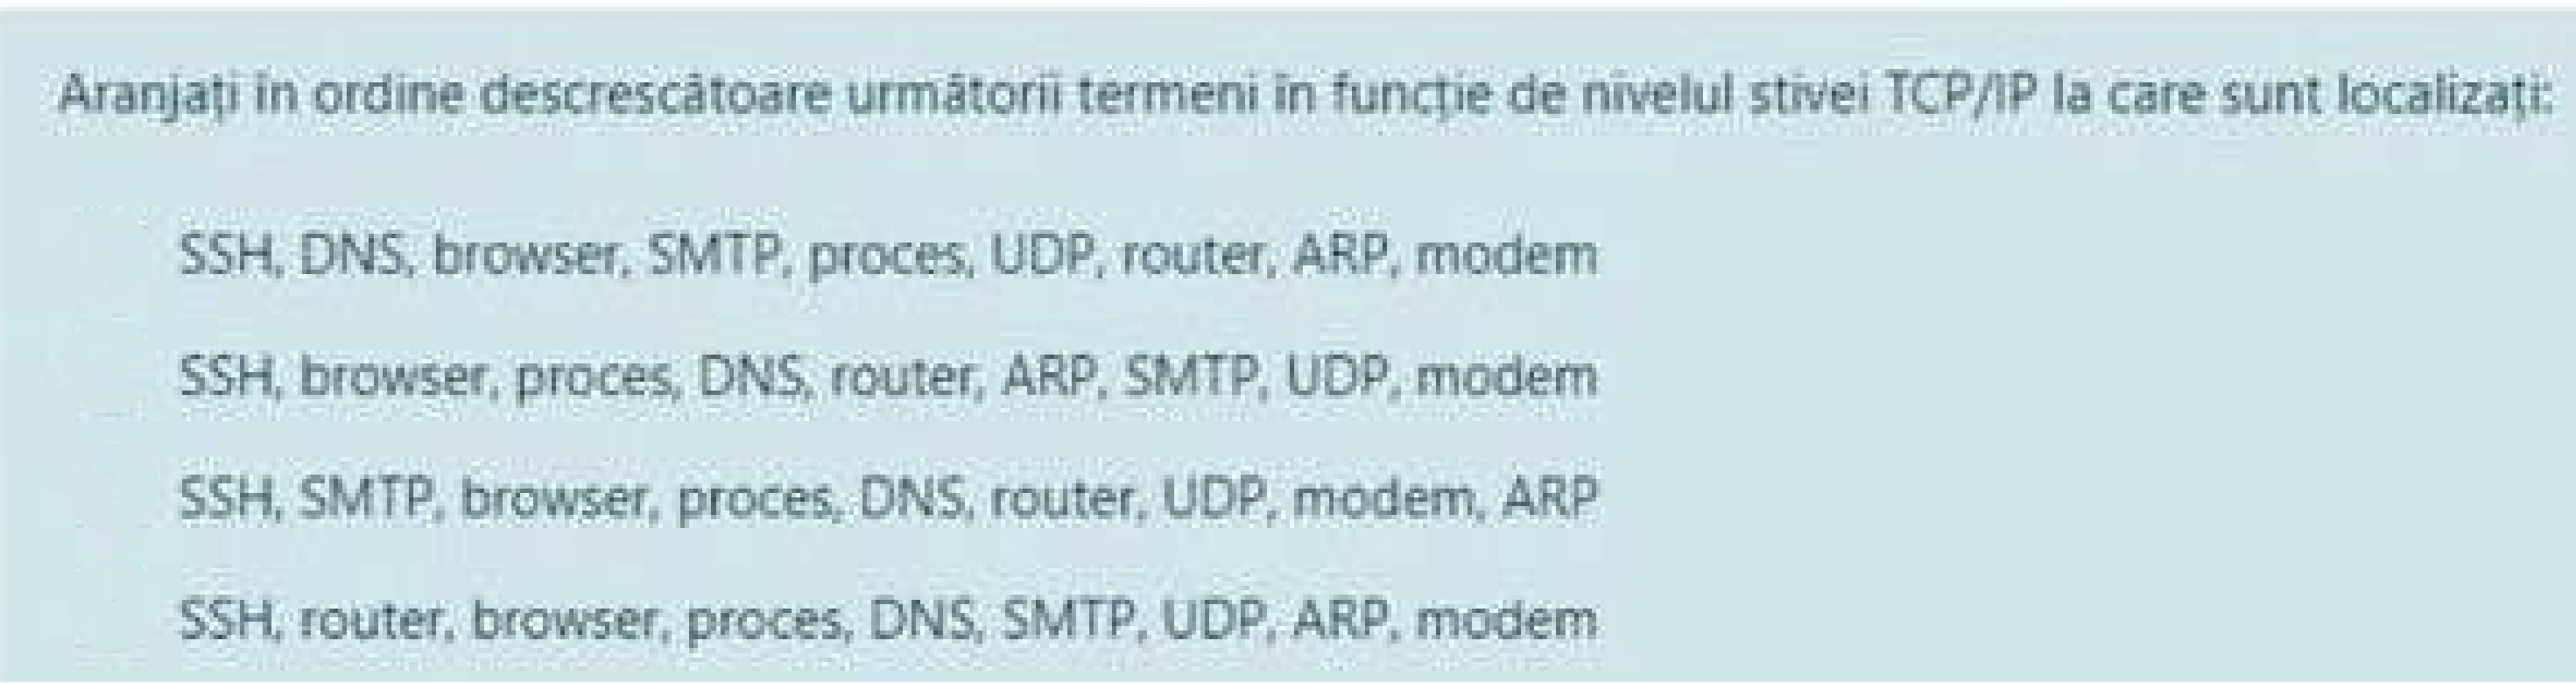 Aranjați în ordine descrescătoare următorii termeni în funcție de nivelul stivei TCP/IP la care sunt localizați:
SSH, DNS, browser, SMTP, proces, UDP, router, ARP, modem
SSH, browser, proces, DNS, router, ARP, SMTP, UDP, modem
SSH, SMTP, browser, proces, DNS, router, UDP, modem, ARP
SSH, router, browser, proces, DNS, SMTP, UDP, ARP, modem